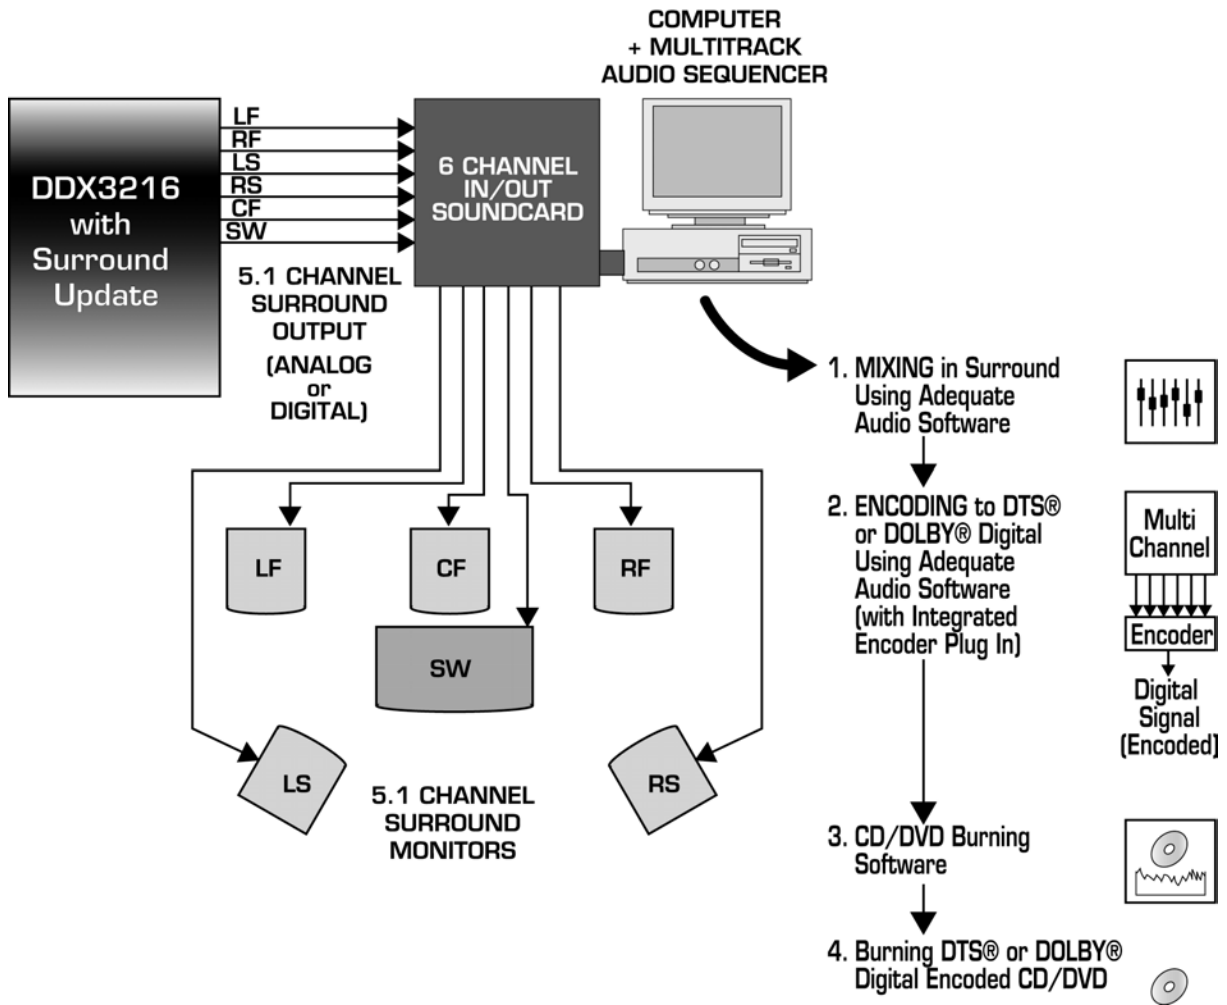 COMPUTER
+ MULTITRACK
AUDIO SEQUENCER
DDX3216
with
Surround
Update
LF
RF
LS
RS
CF
SW
6 CHANNEL
IN/OUT
SOUNDCARD
5.1 CHANNEL
SURROUND
OUTPUT
(ANALOG
or
DIGITAL)
LF
CF
RF
SW
LS
RS
5.1 CHANNEL
SURROUND
MONITORS
1. MIXING in Surround
Using Adequate
Audio Software
2. ENCODING to DTS®
or DOLBY® Digital
Using Adequate
Audio Software
(with Integrated
Encoder Plug In)
Multi
Channel
Encoder
Digital
Signal
(Encoded)
3. CD/DVD Burning
Software
4. Burning DTS® or DOLBY®
Digital Encoded CD/DVD